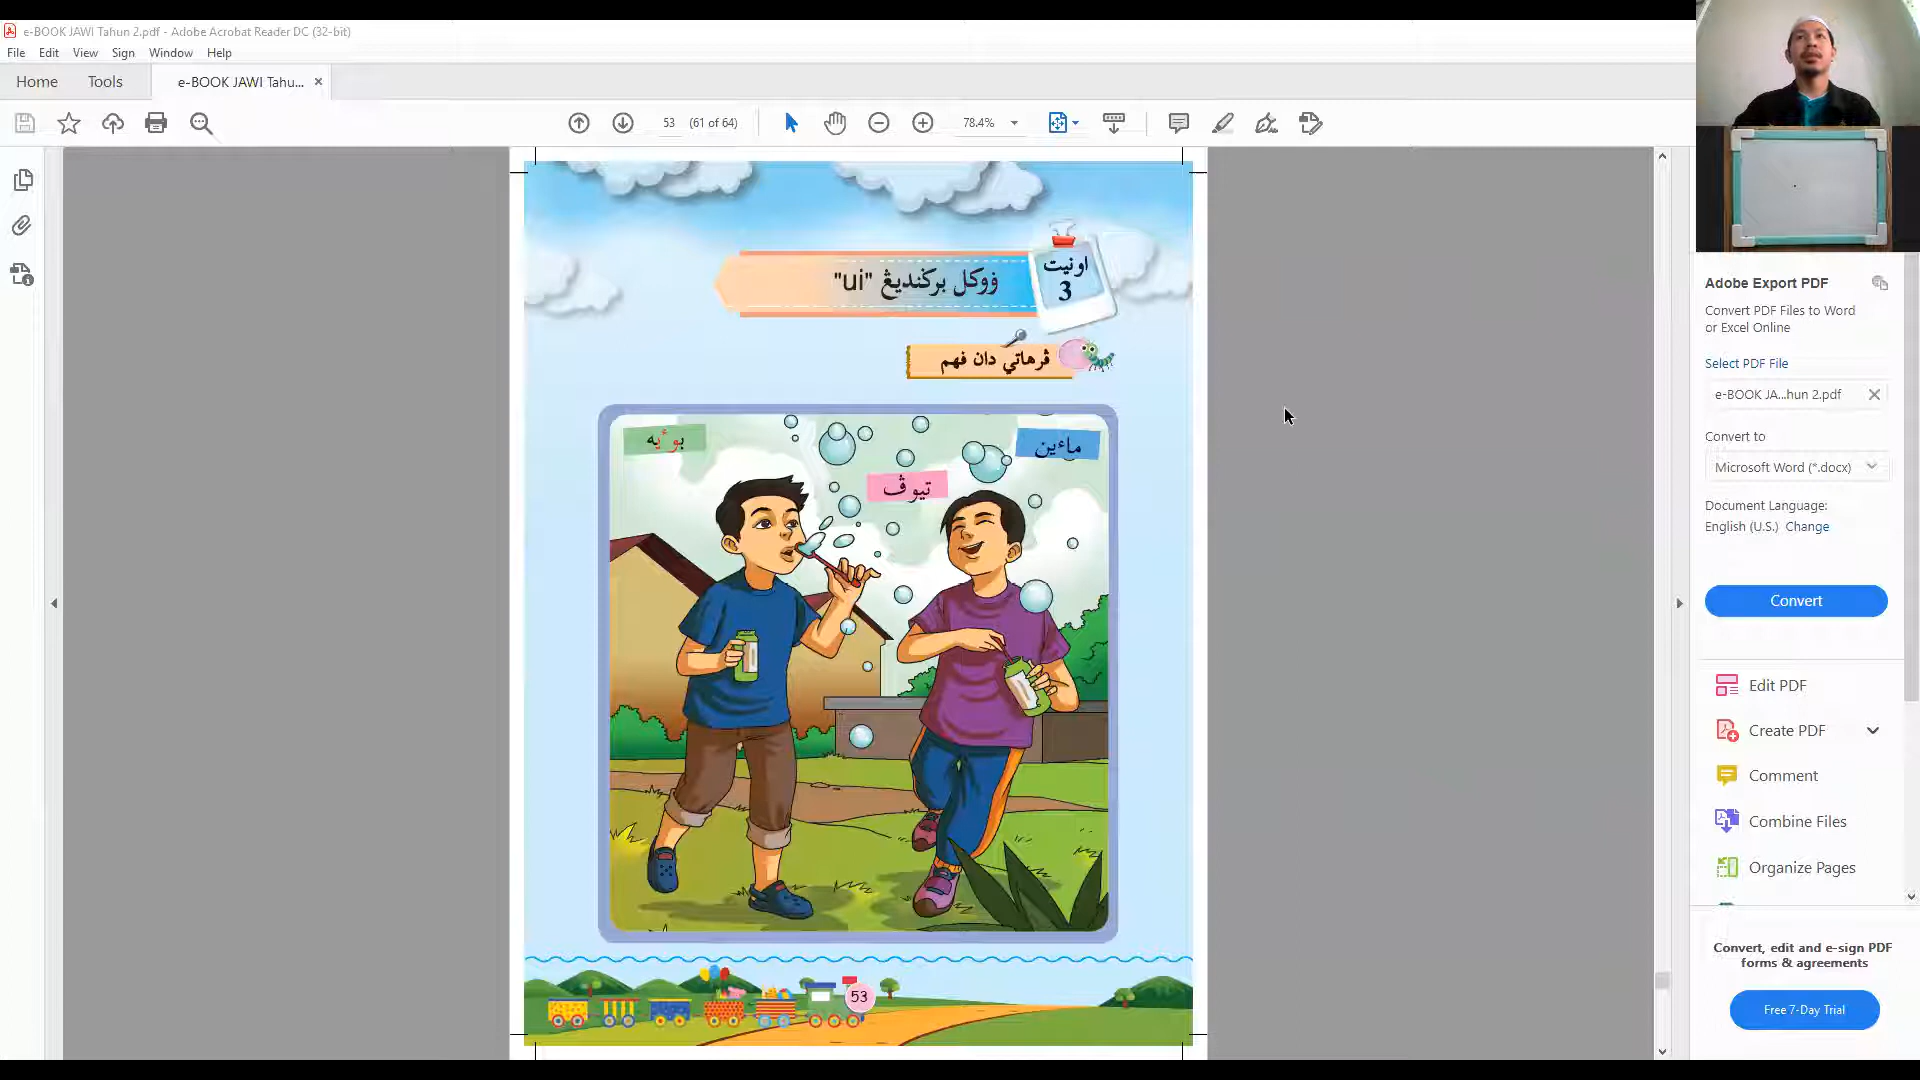 e-BOOK JAWI Tahun 2.pdf - Adobe Acrobat Reader DC (32-bit)
File Edit View Sign Window Help
Home Tools e-BOOK JAWI Tahu...
53 (61 of 64) 78.4%
اونيت
3
ۏوكل برݢنديڠ "ui"
ڤرهاتي دان فهم
بوءيه
ماءين
تيوڤ
53
Adobe Export PDF
Convert PDF Files to Word
or Excel Online
Select PDF File
e-BOOK JA...hun 2.pdf
Convert to
Microsoft Word (*.docx)
Document Language:
English (U.S.) Change
Convert
Edit PDF
Create PDF
Comment
Combine Files
Organize Pages
Convert, edit and e-sign PDF
forms & agreements
Free 7-Day Trial